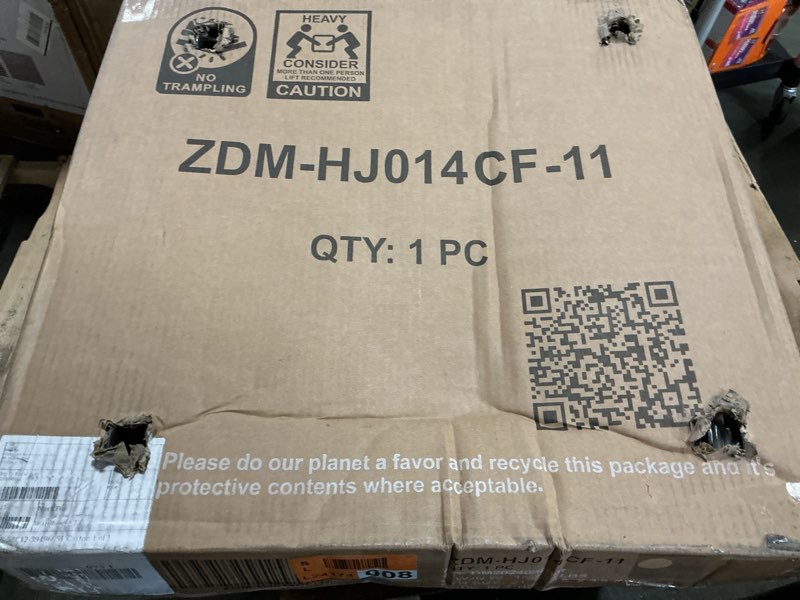 NO
TRAMPLING
HEAVY
CONSIDER
MORE THAN ONE PERSON
LIFT RECOMMENDED
CAUTION
ZDM-HJ014CF-11
QTY: 1 PC
Please do our planet a favor and recycle this package and it's
protective contents where acceptable.
008
ZDM-HJ0 CF-11